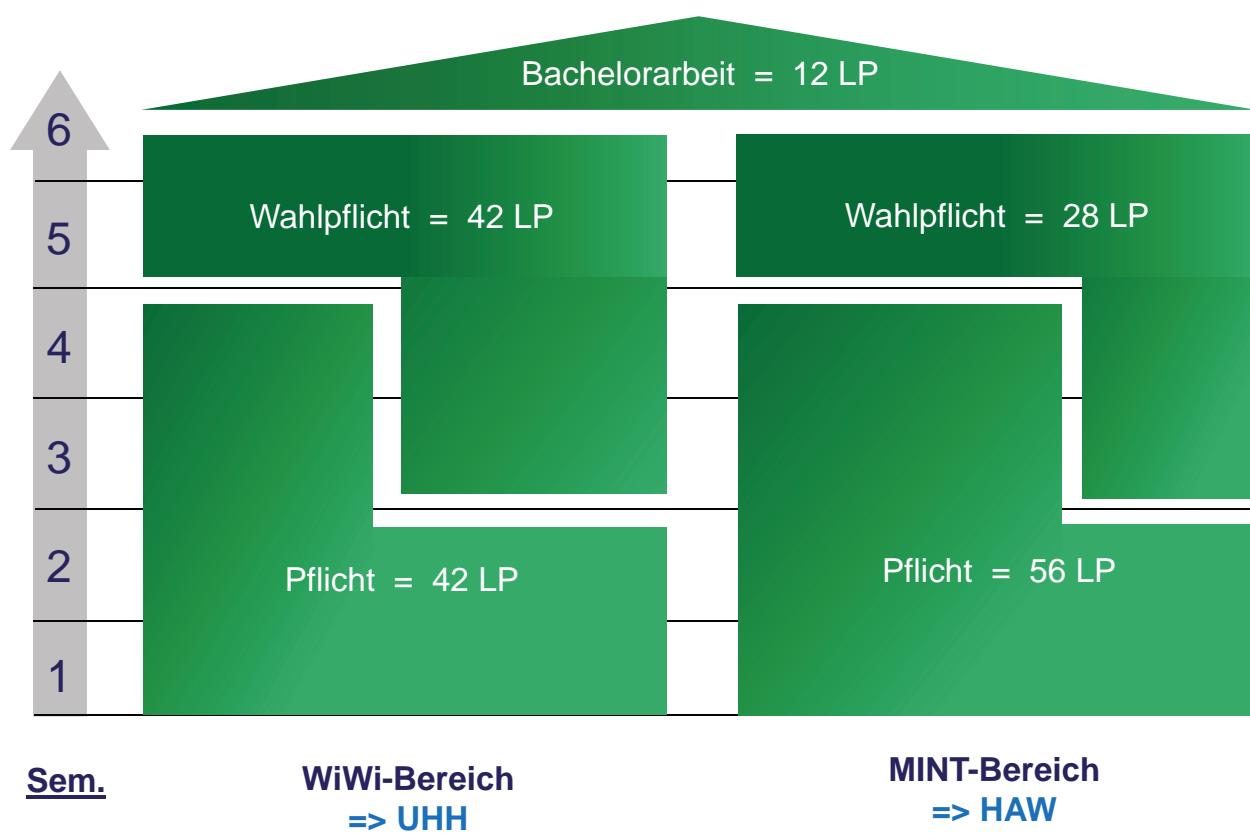 Bachelorarbeit = 12 LP
6
Wahlpflicht = 42 LP
Wahlpflicht = 28 LP
5
4
3
2
Pflicht = 42 LP
Pflicht = 56 LP
1
Sem.
WiWi-Bereich
=> UHH
MINT-Bereich
=> HAW